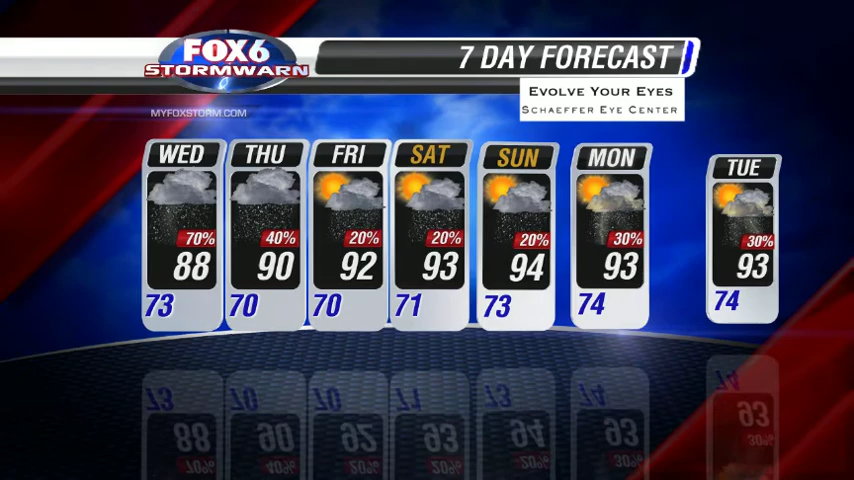 FOX6
STORMWARN
7 DAY FORECAST
EVOLVE YOUR EYES
SCHAEFFER EYE CENTER
MYFOXSTORM.COM
WED THU FRI SAT SUN MON TUE
70% 40% 20% 20% 20% 30% 30%
88 90 92 93 94 93 93
73 70 70 71 73 74 74